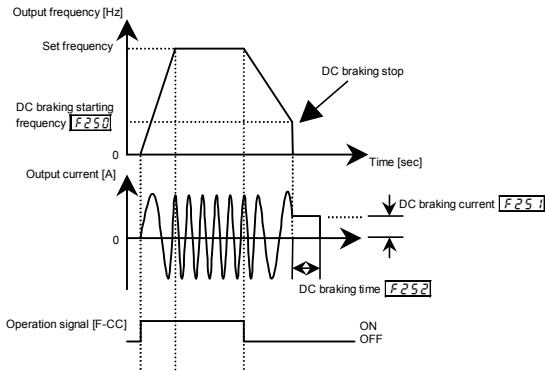 Output frequency [Hz]
Set frequency
DC braking stop
DC braking starting
frequency F250
0
Time [sec]
Output current [A]
DC braking current F251
0
DC braking time F252
Operation signal [F-CC]
ON
OFF